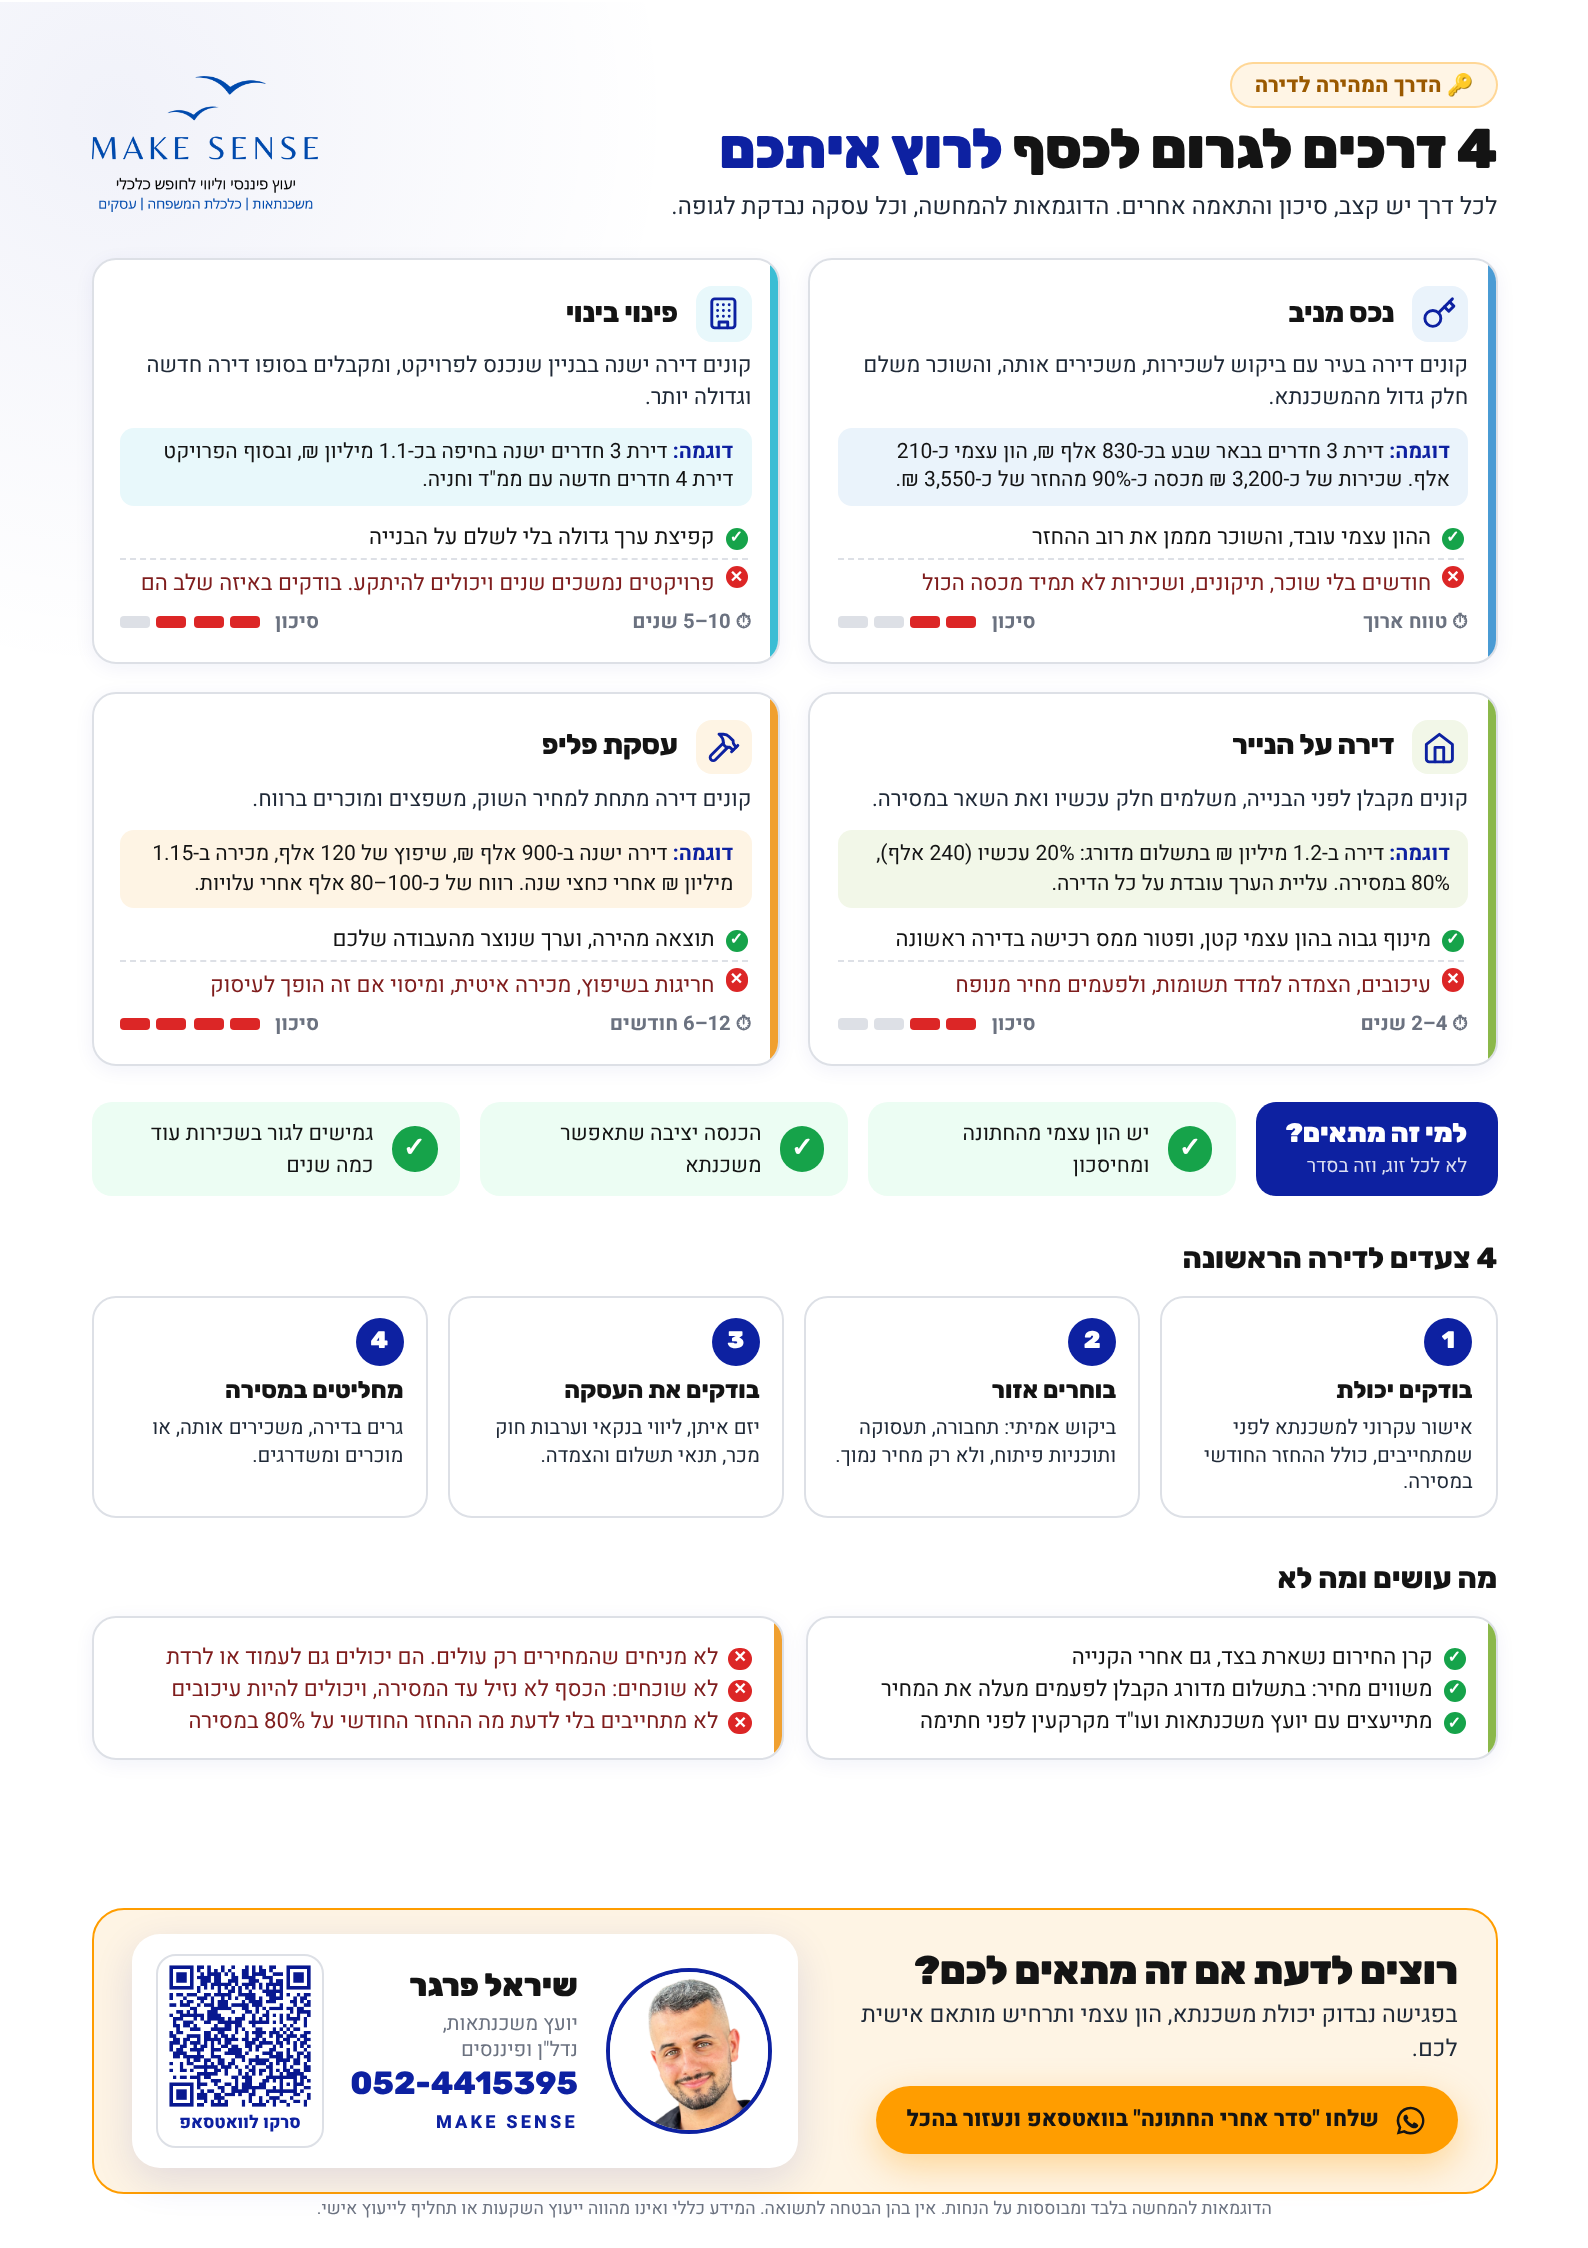 🔑 הדרך המהירה לדירה
4 דרכים לגרום לכסף לרוץ איתכם
לכל דרך יש קצב, סיכון והתאמה אחרים. הדוגמאות להמחשה, וכל עסקה נבדקת לגופה.
MAKE SENSE
יעוץ פיננסי וליווי לחופש כלכלי
משכנתאות | כלכלת המשפחה | עסקים
נכס מניב
קונים דירה בעיר עם ביקוש לשכירות, משכירים אותה, והשוכר משלם
חלק גדול מהמשכנתא.
דוגמה: דירת 3 חדרים בבאר שבע בכ-830 אלף ₪, הון עצמי כ-210
אלף. שכירות של כ-3,200 ₪ מכסה כ-90% מהחזר של כ-3,550 ₪.
ההון עצמי עובד, והשוכר מממן את רוב ההחזר
חודשים בלי שוכר, תיקונים, ושכירות לא תמיד מכסה הכול
⏱ טווח ארוך
סיכון
פינוי בינוי
קונים דירה ישנה בבניין שנכנס לפרויקט, ומקבלים בסופו דירה חדשה
וגדולה יותר.
דוגמה: דירת 3 חדרים ישנה בחיפה בכ-1.1 מיליון ₪, ובסוף הפרויקט
דירת 4 חדרים חדשה עם ממ"ד וחניה.
קפיצת ערך גדולה בלי לשלם על הבנייה
פרויקטים נמשכים שנים ויכולים להיתקע. בודקים באיזה שלב הם
⏱ 5–10 שנים
סיכון
דירה על הנייר
קונים מקבלן לפני הבנייה, משלמים חלק עכשיו ואת השאר במסירה.
דוגמה: דירה ב-1.2 מיליון ₪ בתשלום מדורג: 20% עכשיו (240 אלף),
80% במסירה. עליית הערך עובדת על כל הדירה.
מינוף גבוה בהון עצמי קטן, ופטור ממס רכישה בדירה ראשונה
עיכובים, הצמדה למדד תשומות, ולפעמים מחיר מנופח
⏱ 2–4 שנים
סיכון
עסקת פליפ
קונים דירה מתחת למחיר השוק, משפצים ומוכרים ברווח.
דוגמה: דירה ישנה ב-900 אלף ₪, שיפוץ של 120 אלף, מכירה ב-1.15
מיליון ₪ אחרי כחצי שנה. רווח של כ-80–100 אלף אחרי עלויות.
תוצאה מהירה, וערך שנוצר מהעבודה שלכם
חריגות בשיפוץ, מכירה איטית, ומיסוי אם זה הופך לעיסוק
⏱ 6–12 חודשים
סיכון
למי זה מתאים?
לא לכל זוג, וזה בסדר
יש הון עצמי מהחתונה
ומחיסכון
הכנסה יציבה שתאפשר
משכנתא
גמישים לגור בשכירות עוד
כמה שנים
4 צעדים לדירה הראשונה
1
בודקים יכולת
אישור עקרוני למשכנתא לפני
שמתחייבים, כולל ההחזר החודשי
במסירה.
2
בוחרים אזור
ביקוש אמיתי: תחבורה, תעסוקה
ותוכניות פיתוח, ולא רק מחיר נמוך.
3
בודקים את העסקה
יזם איתן, ליווי בנקאי וערבות חוק
מכר, תנאי תשלום והצמדה.
4
מחליטים במסירה
גרים בדירה, משכירים אותה, או
מוכרים ומשדרגים.
מה עושים ומה לא
קרן החירום נשארת בצד, גם אחרי הקנייה
משווים מחיר: בתשלום מדורג הקבלן לפעמים מעלה את המחיר
מתייעצים עם יועץ משכנתאות ועו"ד מקרקעין לפני חתימה
לא מניחים שהמחירים רק עולים. הם יכולים גם לעמוד או לרדת
לא שוכחים: הכסף לא נזיל עד המסירה, ויכולים להיות עיכובים
לא מתחייבים בלי לדעת מה ההחזר החודשי על 80% במסירה
רוצים לדעת אם זה מתאים לכם?
בפגישה נבדוק יכולת משכנתא, הון עצמי ותרחיש מותאם אישית
לכם.
שלחו "סדר אחרי החתונה" בוואטסאפ ונעזור בהכל
שיראל פרגר
יועץ משכנתאות,
נדל"ן ופיננסים
052-4415395
MAKE SENSE
סרקו לוואטסאפ
הדוגמאות להמחשה בלבד ומבוססות על הנחות. אין בהן הבטחה לתשואה. המידע כללי ואינו מהווה ייעוץ השקעות או תחליף לייעוץ אישי.